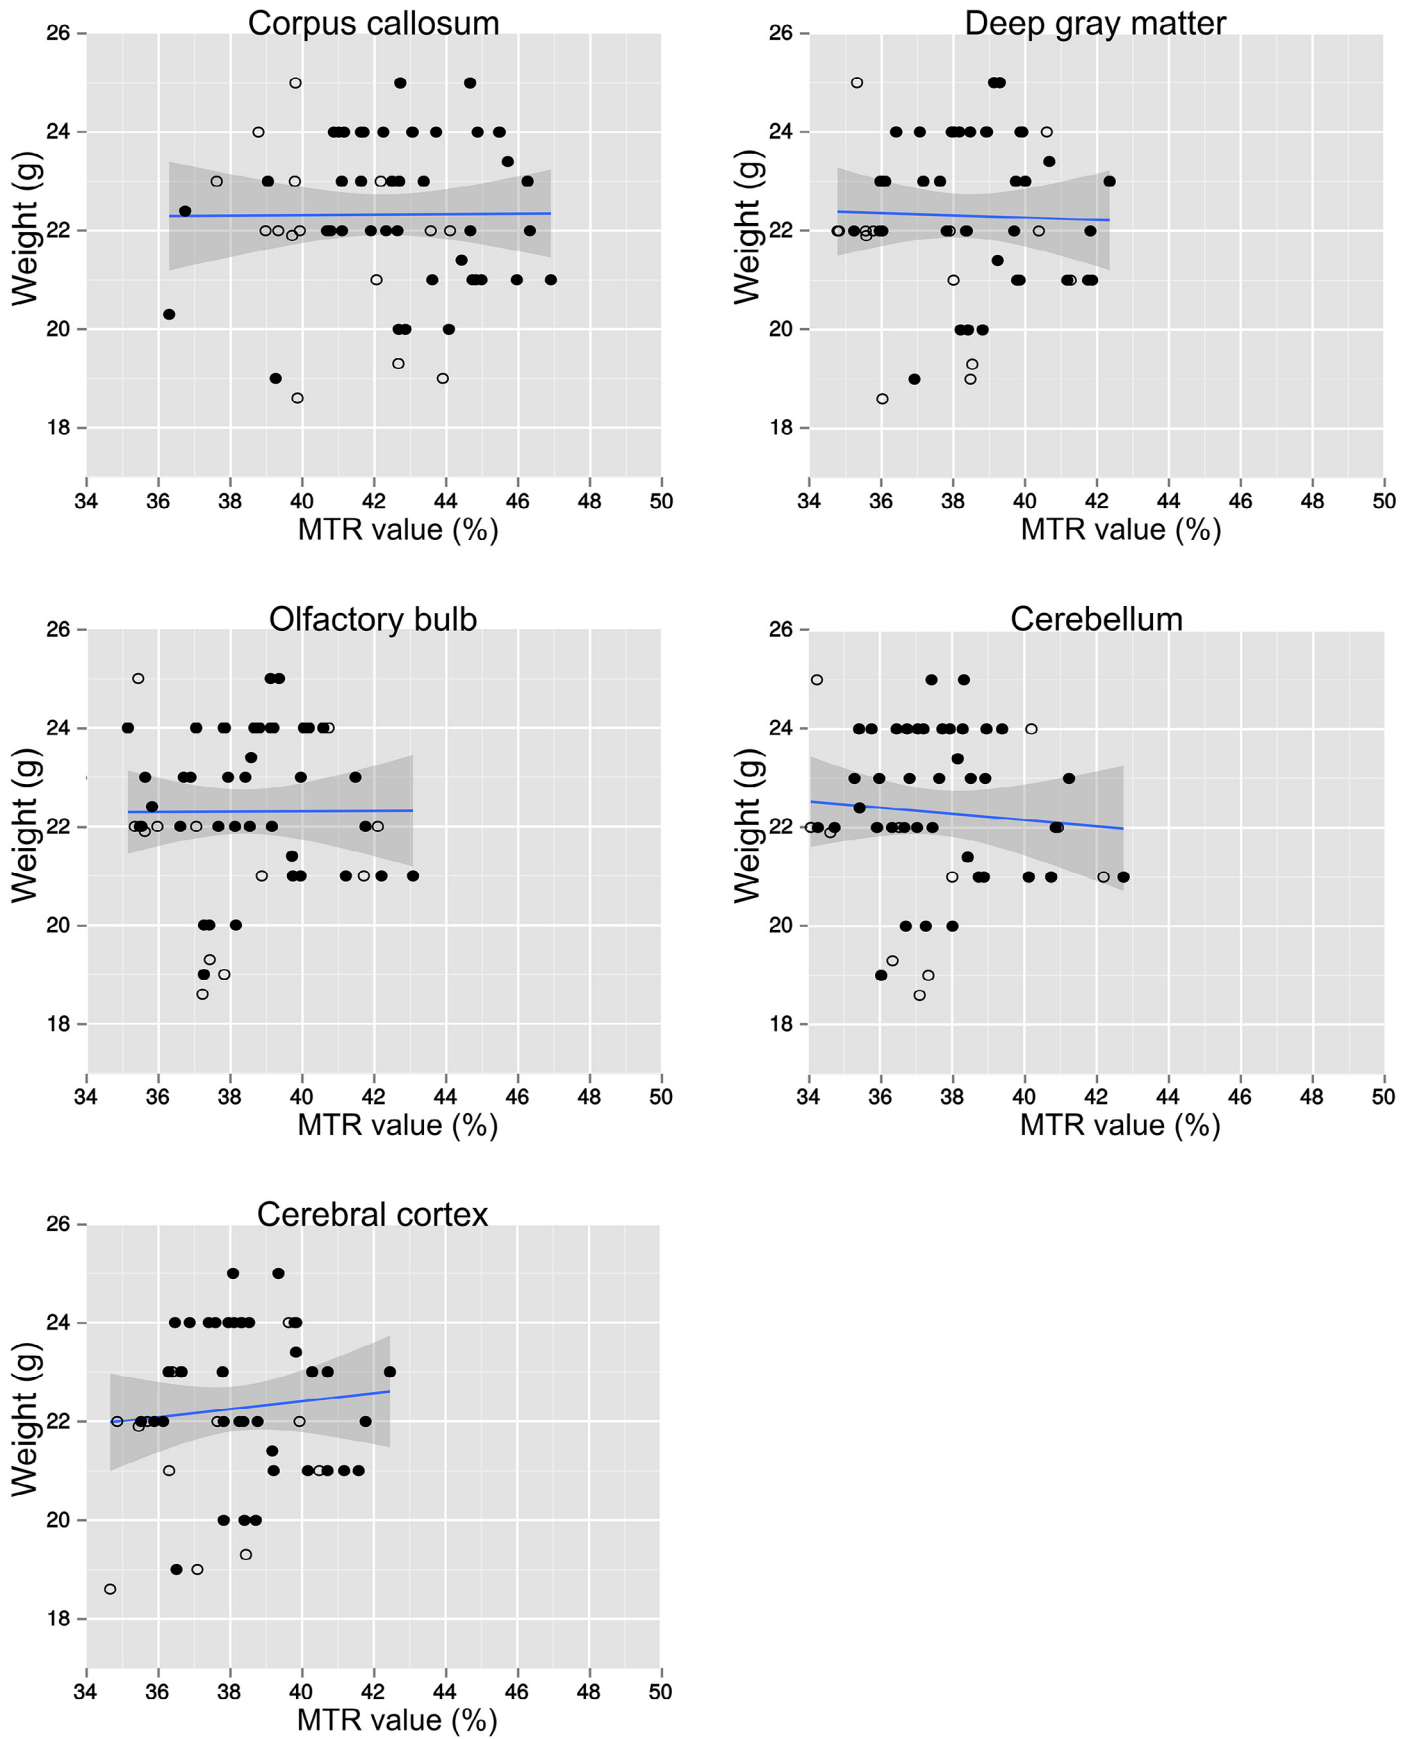 Corpus callosum
26
24
22
20
18
Weight (g)
34 36 38 40 42 44 46 48 50
MTR value (%)
Deep gray matter
26
24
22
20
18
Weight (g)
34 36 38 40 42 44 46 48 50
MTR value (%)
Olfactory bulb
26
24
22
20
18
Weight (g)
34 36 38 40 42 44 46 48 50
MTR value (%)
Cerebellum
26
24
22
20
18
Weight (g)
34 36 38 40 42 44 46 48 50
MTR value (%)
Cerebral cortex
26
24
22
20
18
Weight (g)
34 36 38 40 42 44 46 48 50
MTR value (%)